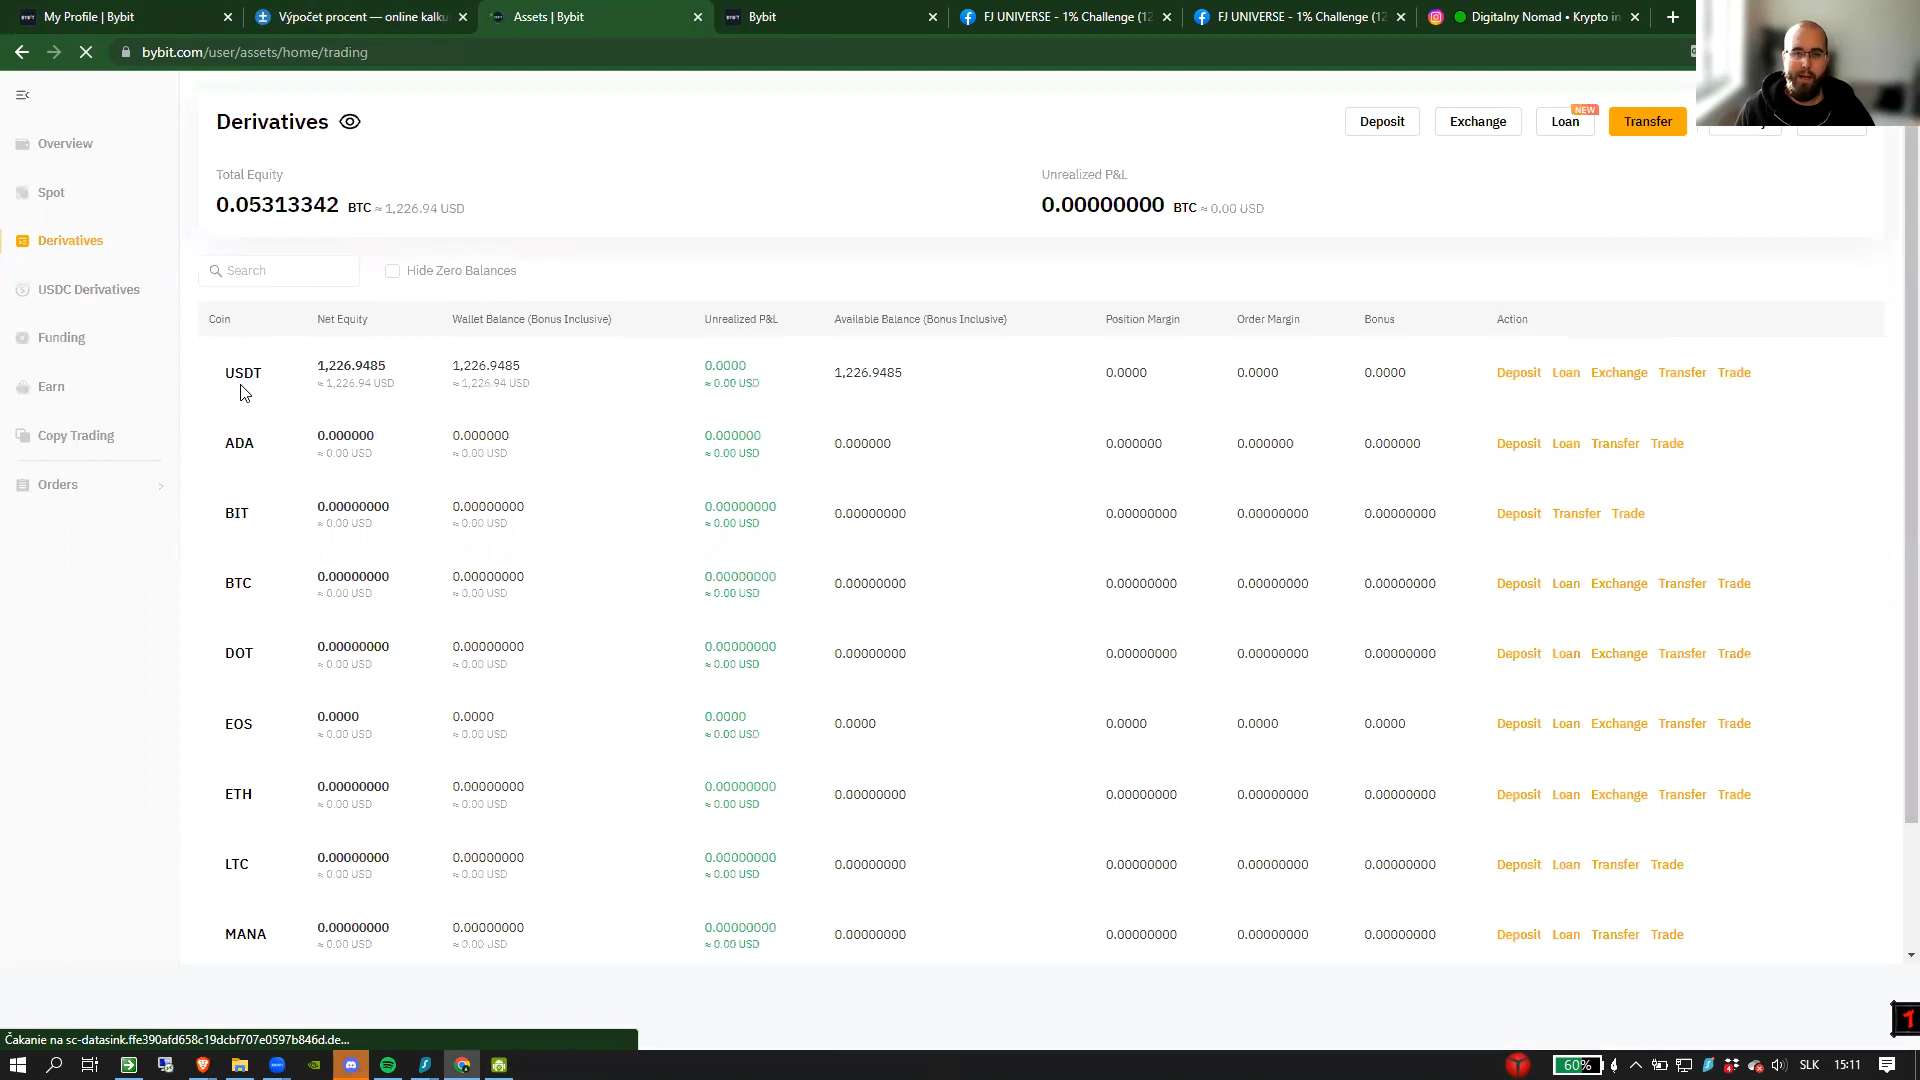 My Profile | Bybit
Výpočet procent — online kalku
Assets | Bybit
Bybit
FJ UNIVERSE - 1% Challenge (12
FJ UNIVERSE - 1% Challenge (12
Digitalny Nomad • Krypto in
bybit.com/user/assets/home/trading
Overview
Spot
Derivatives
USDC Derivatives
Funding
Earn
Copy Trading
Orders
Derivatives
Deposit Exchange Loan NEW Transfer
Total Equity Unrealized P&L
0.05313342 BTC ≈ 1,226.94 USD 0.00000000 BTC ≈ 0.00 USD
Search Hide Zero Balances
Coin Net Equity Wallet Balance (Bonus Inclusive) Unrealized P&L Available Balance (Bonus Inclusive) Position Margin Order Margin Bonus Action
USDT 1,226.9485 1,226.9485 0.0000 1,226.9485 0.0000 0.0000 0.0000 Deposit Loan Exchange Transfer Trade
≈ 1,226.94 USD ≈ 1,226.94 USD ≈ 0.00 USD
ADA 0.000000 0.000000 0.000000 0.000000 0.000000 0.000000 0.000000 Deposit Loan Transfer Trade
≈ 0.00 USD ≈ 0.00 USD ≈ 0.00 USD
BIT 0.00000000 0.00000000 0.00000000 0.00000000 0.00000000 0.00000000 0.00000000 Deposit Transfer Trade
≈ 0.00 USD ≈ 0.00 USD ≈ 0.00 USD
BTC 0.00000000 0.00000000 0.00000000 0.00000000 0.00000000 0.00000000 0.00000000 Deposit Loan Exchange Transfer Trade
≈ 0.00 USD ≈ 0.00 USD ≈ 0.00 USD
DOT 0.00000000 0.00000000 0.00000000 0.00000000 0.00000000 0.00000000 0.00000000 Deposit Loan Exchange Transfer Trade
≈ 0.00 USD ≈ 0.00 USD ≈ 0.00 USD
EOS 0.0000 0.0000 0.0000 0.0000 0.0000 0.0000 0.0000 Deposit Loan Exchange Transfer Trade
≈ 0.00 USD ≈ 0.00 USD ≈ 0.00 USD
ETH 0.00000000 0.00000000 0.00000000 0.00000000 0.00000000 0.00000000 0.00000000 Deposit Loan Exchange Transfer Trade
≈ 0.00 USD ≈ 0.00 USD ≈ 0.00 USD
LTC 0.00000000 0.00000000 0.00000000 0.00000000 0.00000000 0.00000000 0.00000000 Deposit Loan Transfer Trade
≈ 0.00 USD ≈ 0.00 USD ≈ 0.00 USD
MANA 0.00000000 0.00000000 0.00000000 0.00000000 0.00000000 0.00000000 0.00000000 Deposit Loan Transfer Trade
≈ 0.00 USD ≈ 0.00 USD ≈ 0.00 USD
1
Čakanie na sc-datasink.ffe390afd658c19dcbf707e0597b846d.de...
60% SLK 15:11